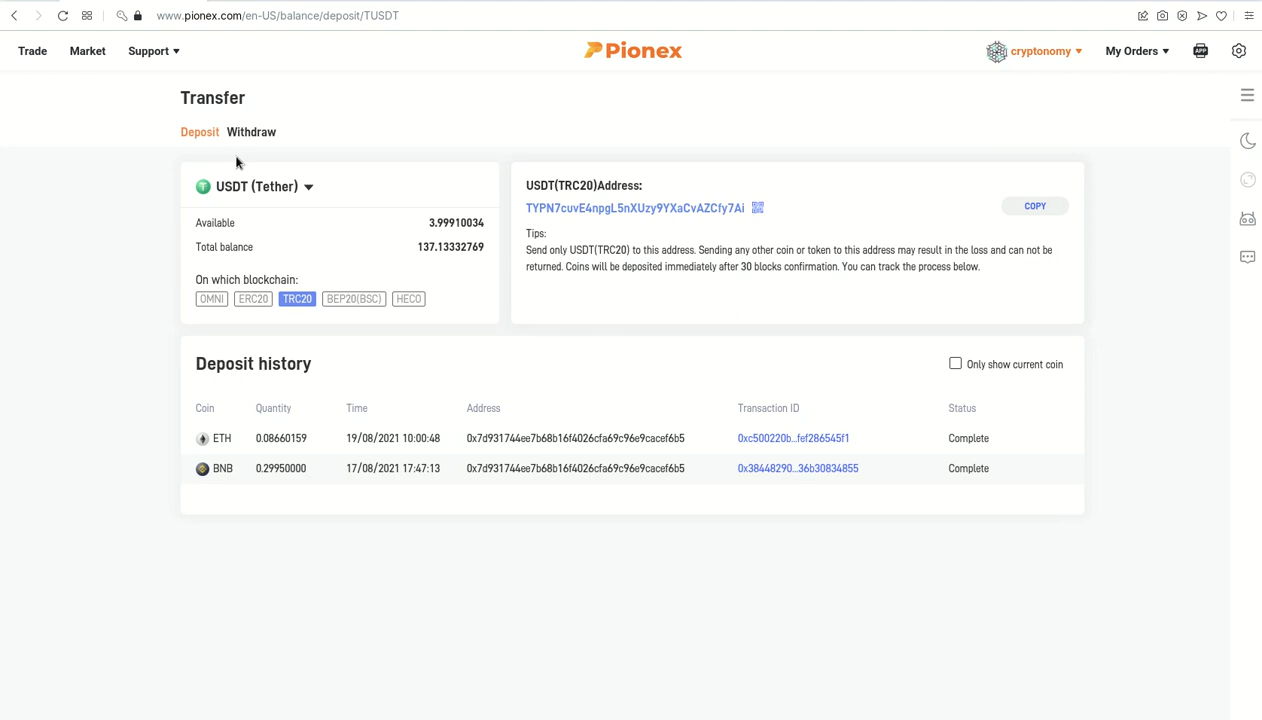 www.pionex.com/en-US/balance/deposit/TUSDT
Trade Market Support Pionex cryptonomy My Orders APP
Transfer
Deposit Withdraw
T USDT (Tether)
Available 3.99910034
Total balance 137.13332769
On which blockchain:
OMNI ERC20 TRC20 BEP20(BSC) HECO
USDT(TRC20)Address:
TYPN7cuvE4npgL5nXUzy9YXaCvAZCfy7Ai COPY
Tips:
Send only USDT(TRC20) to this address. Sending any other coin or token to this address may result in the loss and can not be
returned. Coins will be deposited immediately after 30 blocks confirmation. You can track the process below.
Deposit history Only show current coin
Coin Quantity Time Address Transaction ID Status
ETH 0.08660159 19/08/2021 10:00:48 0x7d931744ee7b68b16f4026cfa69c96e9cacef6b5 0xc500220b...fef286545f1 Complete
BNB 0.29950000 17/08/2021 17:47:13 0x7d931744ee7b68b16f4026cfa69c96e9cacef6b5 0x38448290...36b30834855 Complete